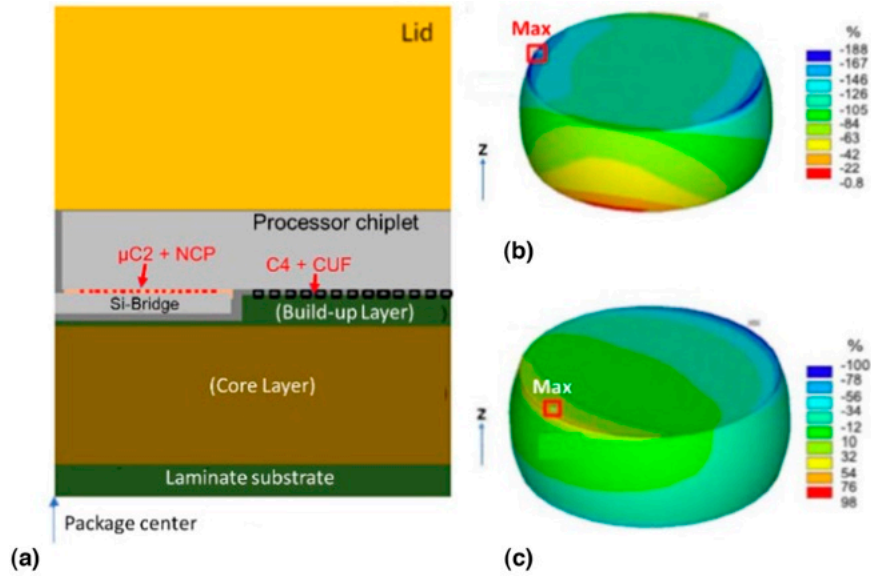 Lid
Processor chiplet
μC2 + NCP
C4 + CUF
Si-Bridge
(Build-up Layer)
(Core Layer)
Laminate substrate
Package center
(a)
Max
%
-188
-167
-146
-126
-105
-84
-63
-42
-22
-0.8
z
(b)
Max
%
-100
-78
-56
-34
-12
10
32
54
76
98
z
(c)